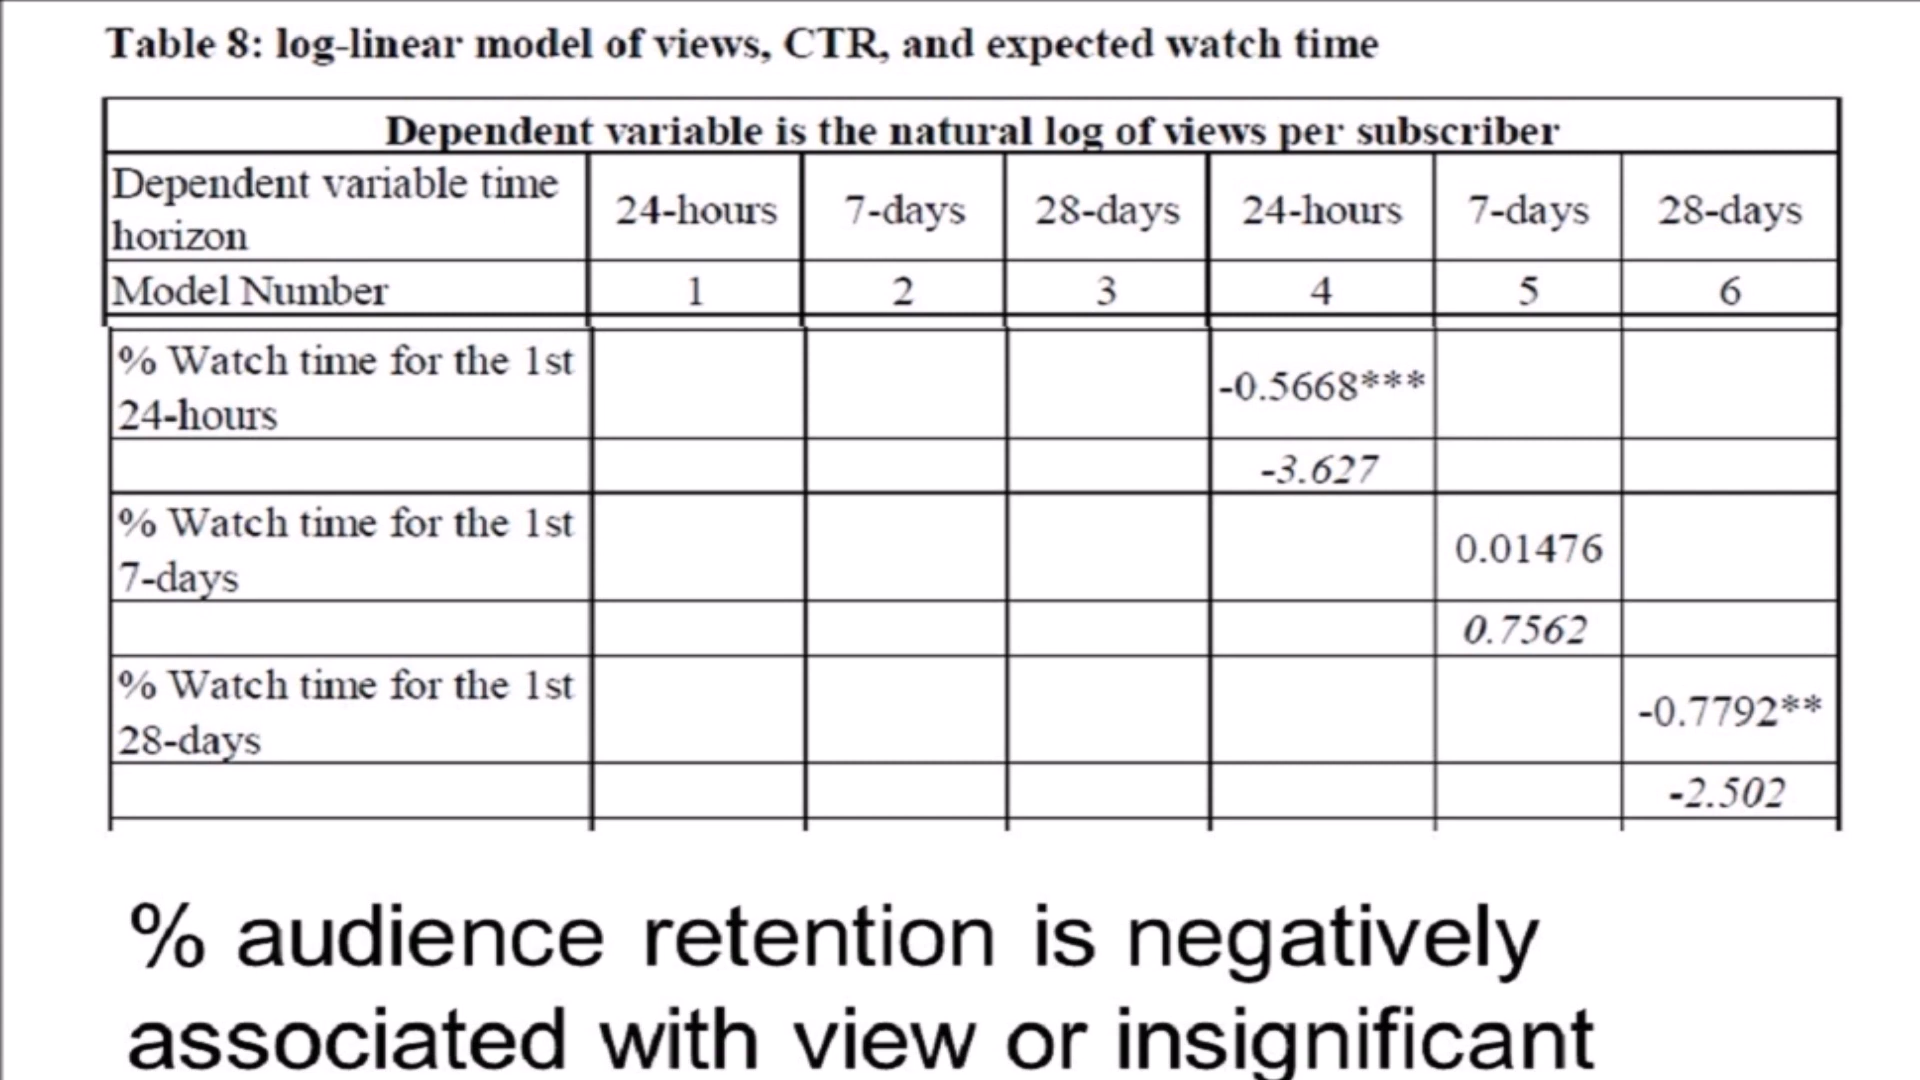 Table 8: log-linear model of views, CTR, and expected watch time
Dependent variable is the natural log of views per subscriber
Dependent variable time
horizon
24-hours 7-days 28-days 24-hours 7-days 28-days
Model Number 1 2 3 4 5 6
% Watch time for the 1st
24-hours
-0.5668***
-3.627
% Watch time for the 1st
7-days
0.01476
0.7562
% Watch time for the 1st
28-days
-0.7792**
-2.502
% audience retention is negatively
associated with view or insignificant